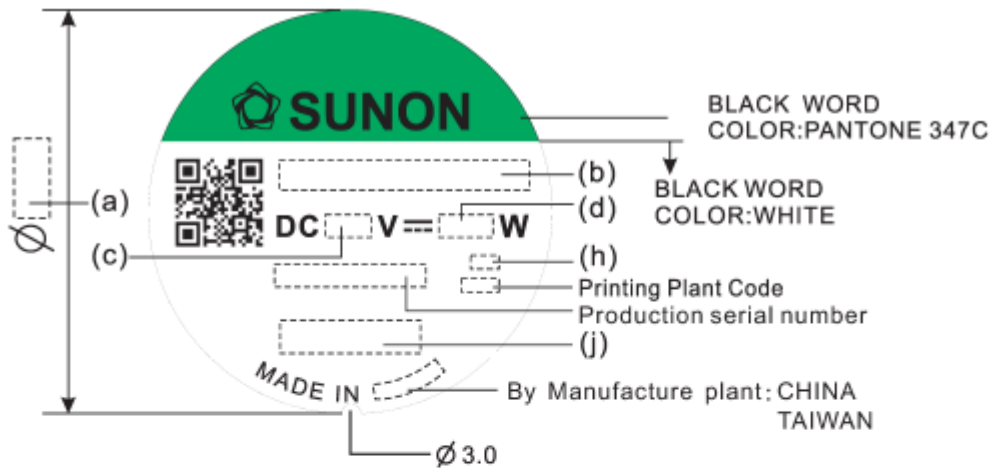 SUNON
BLACK WORD
COLOR:PANTONE 347C
BLACK WORD
COLOR:WHITE
(a)
Ø
(b)
(d)
DC V W
(c)
(h)
Printing Plant Code
Production serial number
(j)
MADE IN
By Manufacture plant: CHINA
TAIWAN
Ø 3.0